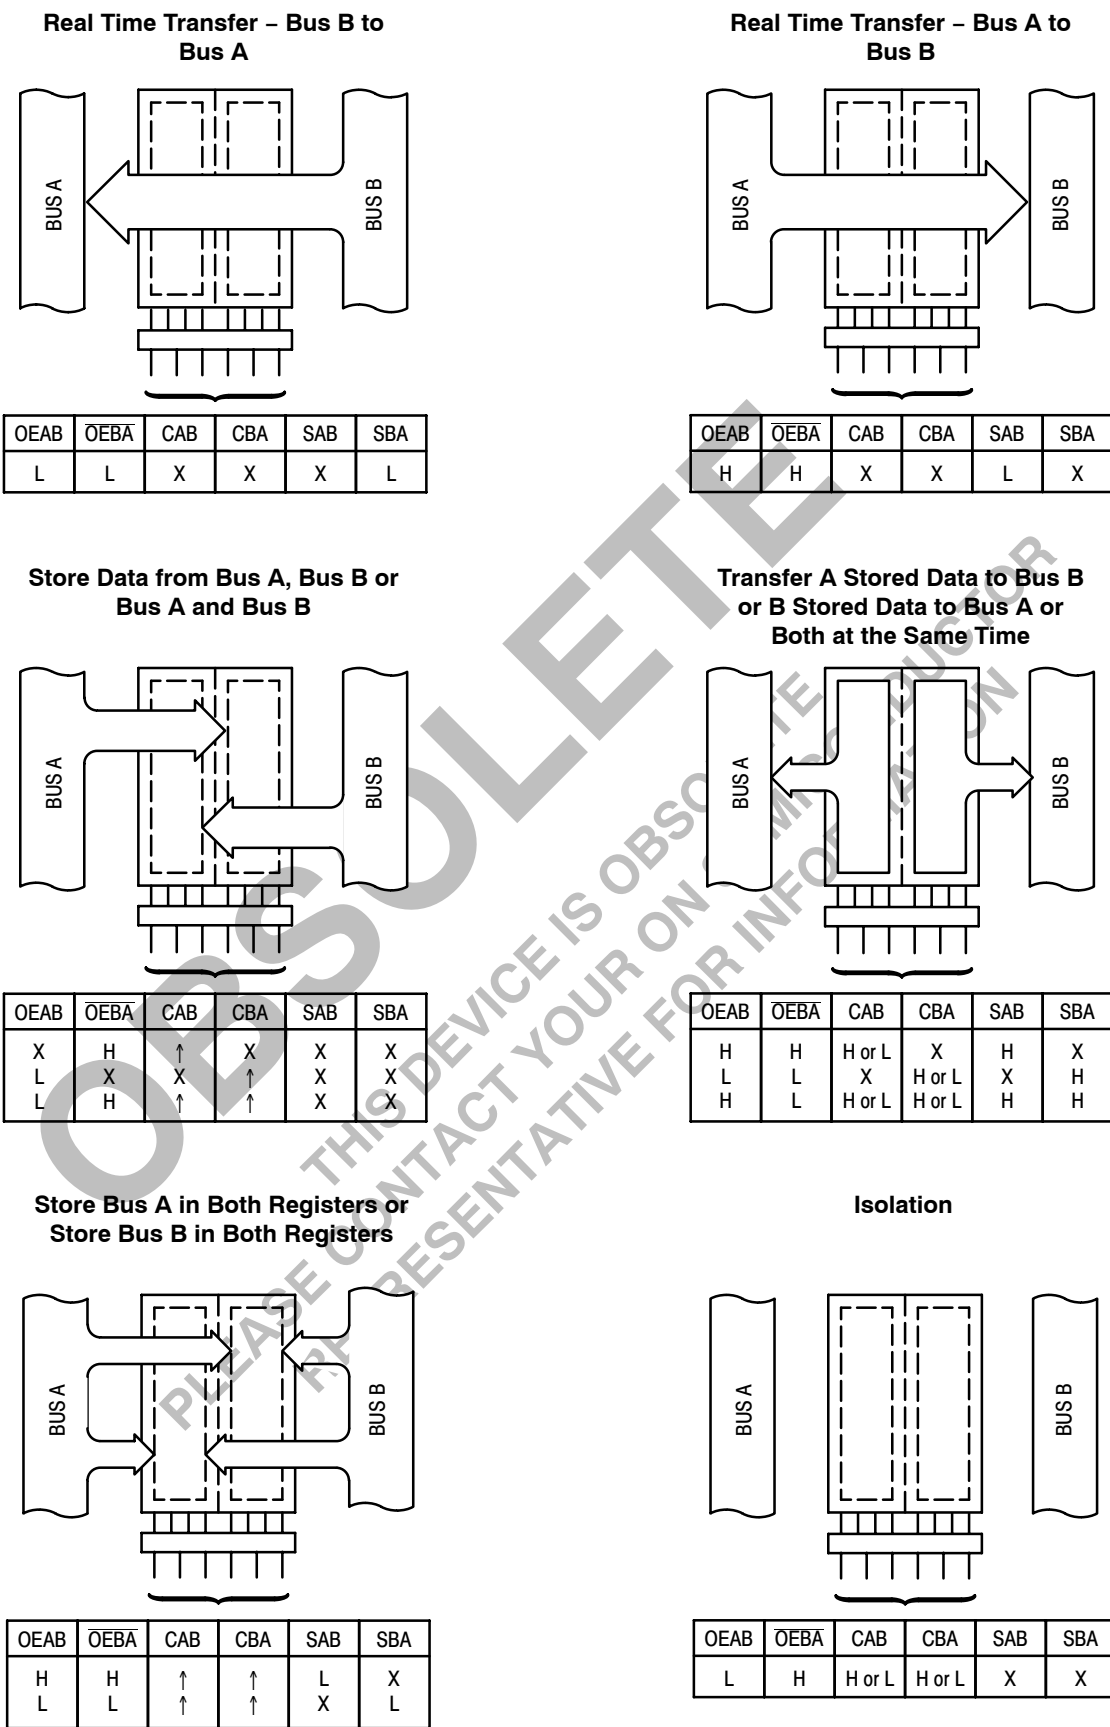 Real Time Transfer – Bus B to
Bus A
BUS A
BUS B
OEAB OEBA CAB CBA SAB SBA
L L X X X L
Real Time Transfer – Bus A to
Bus B
BUS A
BUS B
OEAB OEBA CAB CBA SAB SBA
H H X X L X
Store Data from Bus A, Bus B or
Bus A and Bus B
BUS A
BUS B
OEAB OEBA CAB CBA SAB SBA
X H ↑ X X X
L X X ↑ X X
L H ↑ ↑ X X
Transfer A Stored Data to Bus B
or B Stored Data to Bus A or
Both at the Same Time
BUS A
BUS B
OEAB OEBA CAB CBA SAB SBA
H H H or L X H X
L L X H or L X H
H L H or L H or L H H
Store Bus A in Both Registers or
Store Bus B in Both Registers
BUS A
BUS B
OEAB OEBA CAB CBA SAB SBA
H H ↑ ↑ L X
L L ↑ ↑ X L
Isolation
BUS A
BUS B
OEAB OEBA CAB CBA SAB SBA
L H H or L H or L X X
OBSOLETE
THIS DEVICE IS OBSOLETE
PLEASE CONTACT YOUR ON SEMICONDUCTOR
REPRESENTATIVE FOR INFORMATION